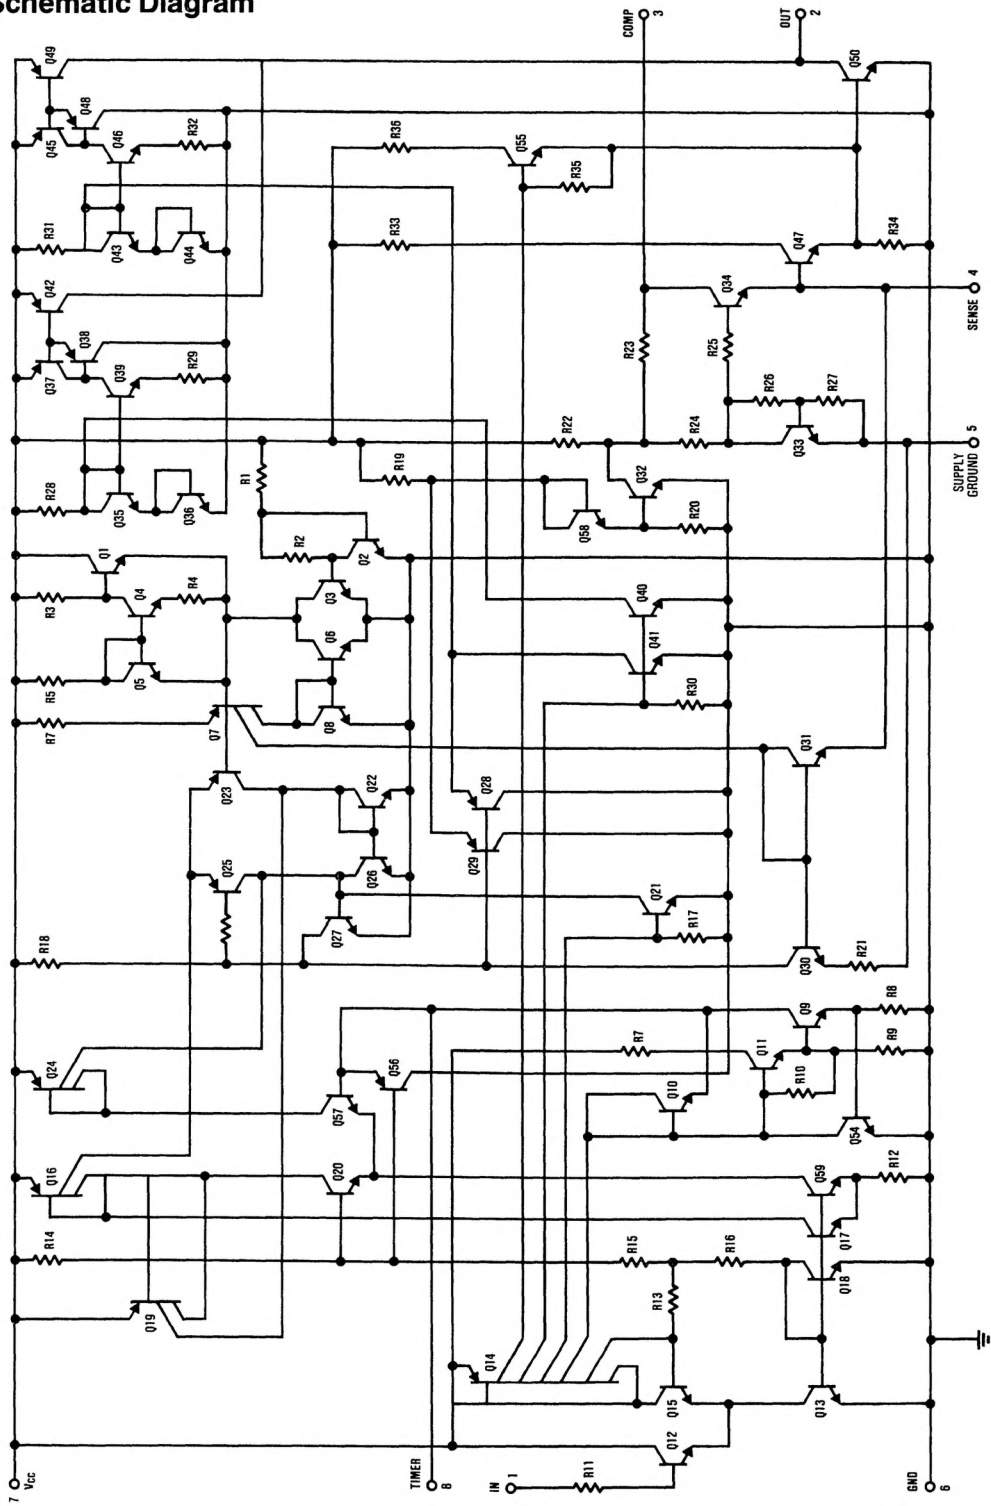 Schematic Diagram
7
VCC
TIMER
8
IN
1
GND
6
COMP
3
OUT
2
SENSE
4
SUPPLY
GROUND
5
Q49
Q48
Q45
Q46
R32
R31
Q43
Q44
Q42
Q38
Q37
Q39
R29
R28
Q35
Q36
Q1
R3
Q4
R4
R5
Q5
R7
Q7
Q23
Q25
R18
Q24
Q16
R14
Q19
R1
R2
Q2
Q3
Q6
Q8
Q22
Q26
Q27
Q28
Q29
Q57
Q56
Q20
R36
Q55
R35
R33
Q47
R34
Q50
Q34
R23
R25
R22
R24
R26
R27
Q33
R19
Q32
Q58
R20
Q40
Q41
R30
Q31
Q21
R17
Q30
R21
R7
Q11
Q9
R8
R9
R10
Q10
Q54
Q59
R12
Q17
R15
R16
Q18
R13
Q14
Q15
Q13
Q12
R11